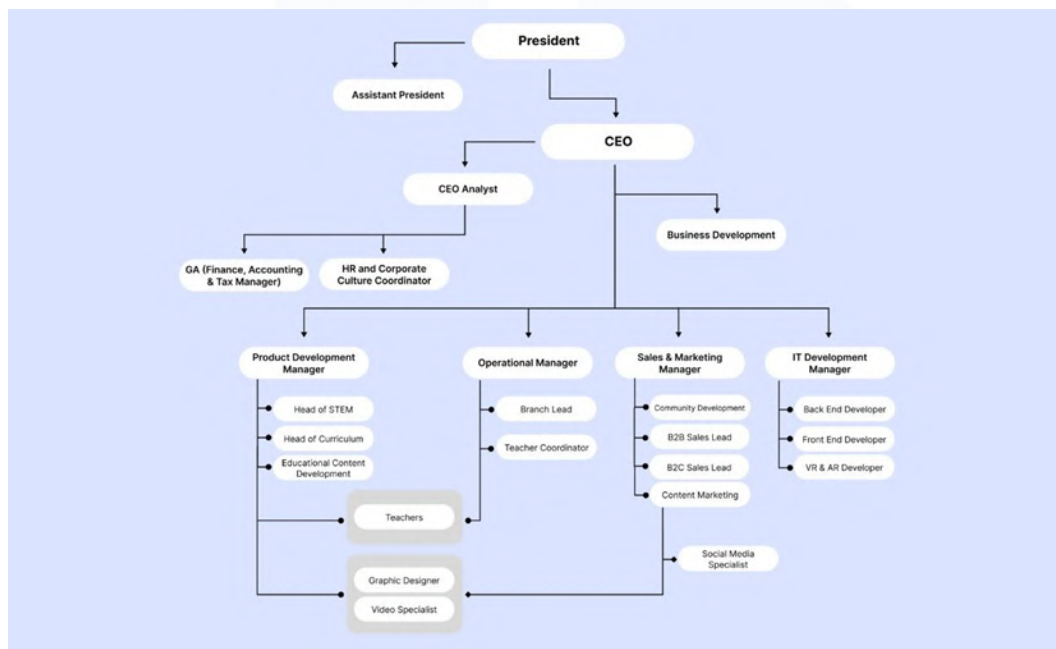 President
Assistant President
CEO
CEO Analyst
Business Development
GA (Finance, Accounting
& Tax Manager)
HR and Corporate
Culture Coordinator
Product Development
Manager
Operational Manager
Sales & Marketing
Manager
IT Development
Manager
Head of STEM
Head of Curriculum
Educational Content
Development
Branch Lead
Teacher Coordinator
Community Development
B2B Sales Lead
B2C Sales Lead
Content Marketing
Back End Developer
Front End Developer
VR & AR Developer
Teachers
Social Media
Specialist
Graphic Designer
Video Specialist